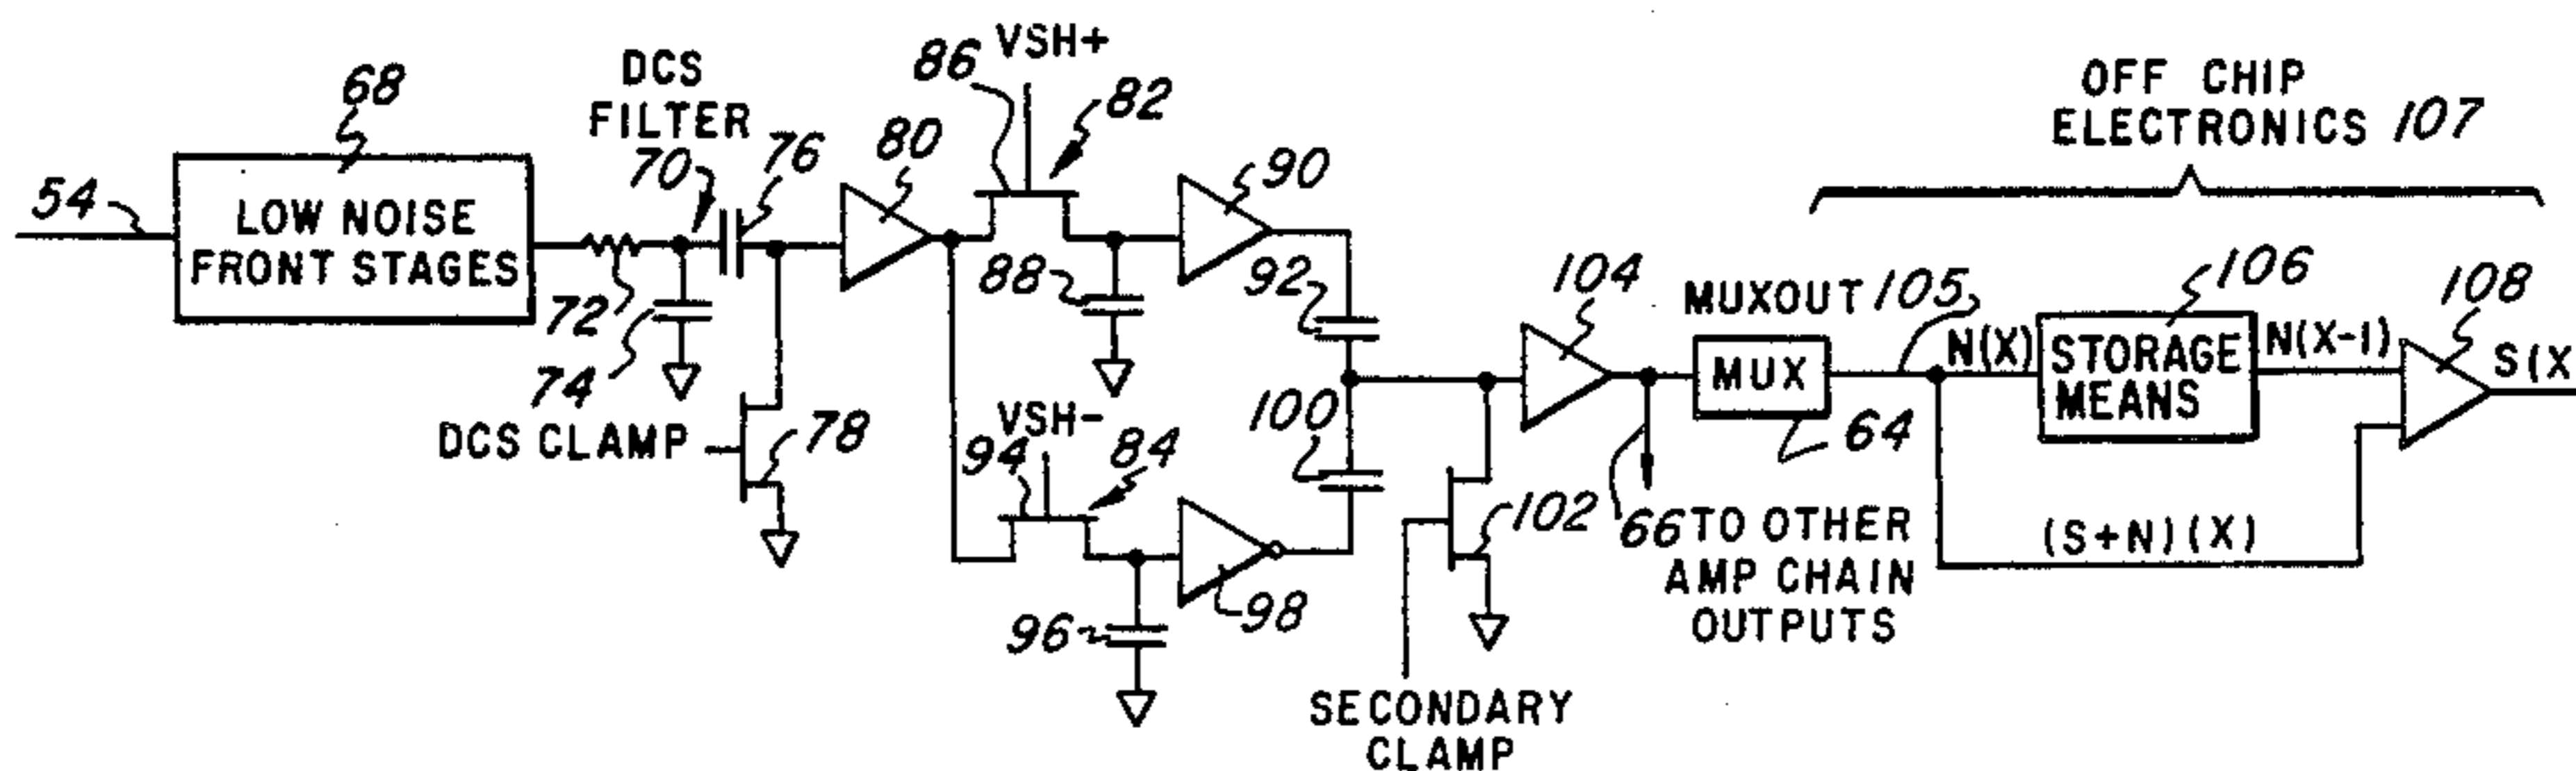 54
68
LOW NOISE
FRONT STAGES
DCS
FILTER
70
76
72
74
DCS CLAMP
78
80
86
VSH+
82
88
90
92
VSH-
94
84
96
98
100
102
SECONDARY
CLAMP
104
66 TO OTHER
AMP CHAIN
OUTPUTS
MUXOUT 105
MUX
64
OFF CHIP
ELECTRONICS 107
N(X)
106
STORAGE
MEANS
N(X-1)
108
(S+N)(X)
S(X